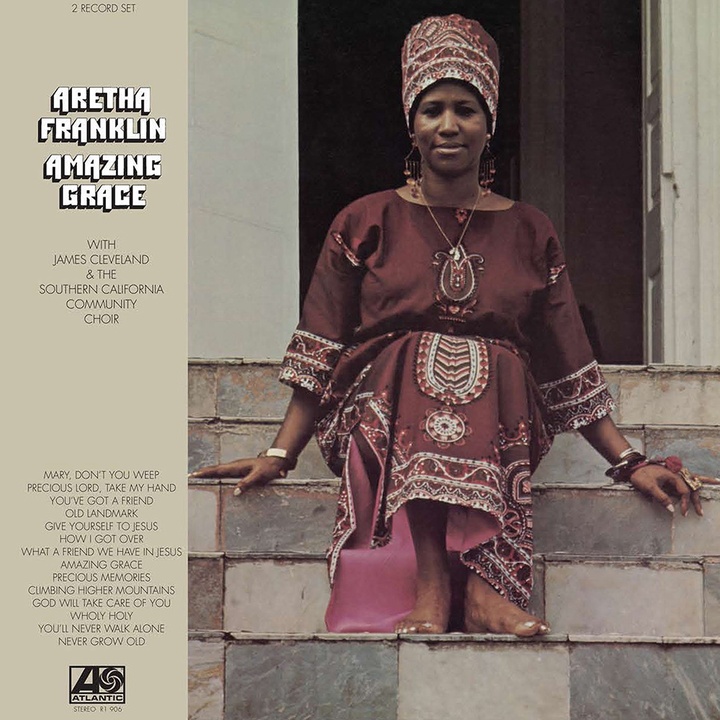 2 RECORD SET
ARETHA
FRANKLIN
AMAZING
GRACE
WITH
JAMES CLEVELAND
& THE
SOUTHERN CALIFORNIA
COMMUNITY
CHOIR
MARY, DON'T YOU WEEP
PRECIOUS LORD, TAKE MY HAND
YOU'VE GOT A FRIEND
OLD LANDMARK
GIVE YOURSELF TO JESUS
HOW I GOT OVER
WHAT A FRIEND WE HAVE IN JESUS
AMAZING GRACE
PRECIOUS MEMORIES
CLIMBING HIGHER MOUNTAINS
GOD WILL TAKE CARE OF YOU
WHOLY HOLY
YOU'LL NEVER WALK ALONE
NEVER GROW OLD
ATLANTIC
STEREO R1 906